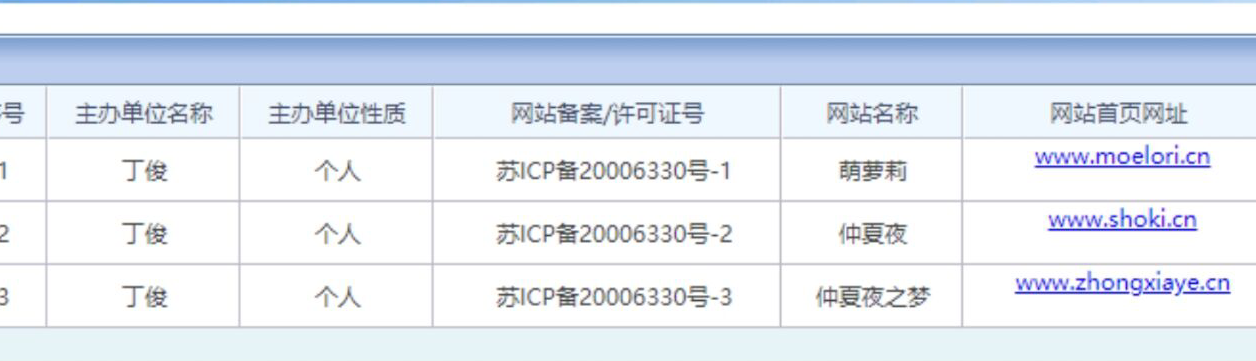 号 主办单位名称 主办单位性质 网站备案/许可证号 网站名称 网站首页网址
1 丁俊 个人 苏ICP备20006330号-1 萌萝莉 www.moelori.cn
2 丁俊 个人 苏ICP备20006330号-2 仲夏夜 www.shoki.cn
3 丁俊 个人 苏ICP备20006330号-3 仲夏夜之梦 www.zhongxiaye.cn